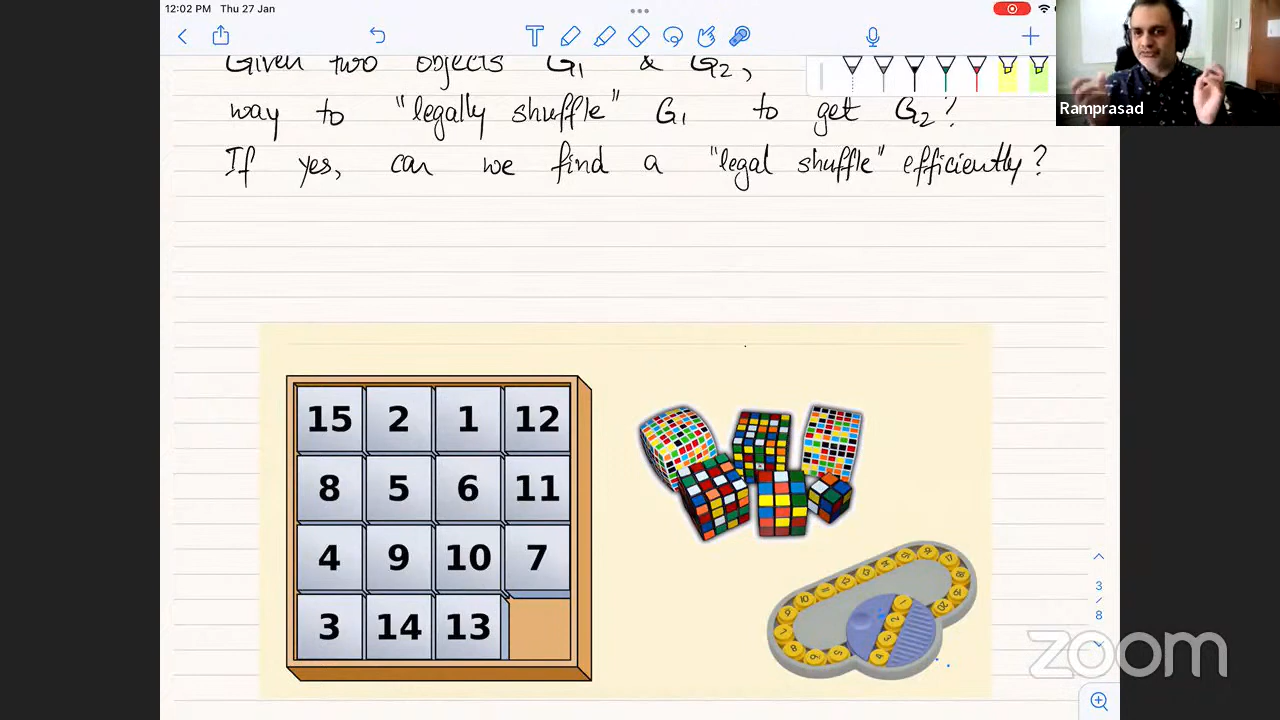 12:02 PM Thu 27 Jan
Given two objects G1 & G2,
way to "legally shuffle" G1 to get G2?
If yes, can we find a "legal shuffle" efficiently?
Ramprasad
15 2 1 12
8 5 6 11
4 9 10 7
3 14 13
3
/
8
zoom